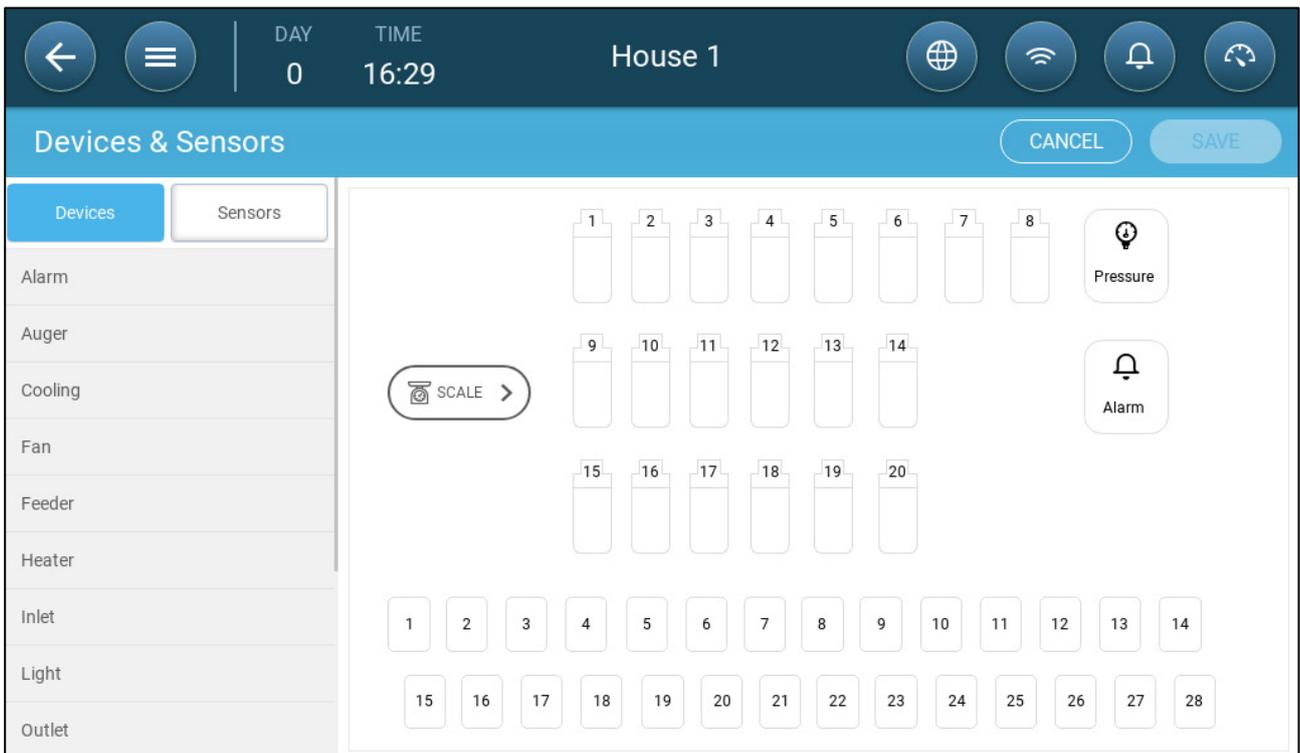 DAY TIME
0 16:29 House 1
Devices & Sensors CANCEL SAVE
Devices Sensors
Alarm
Auger
Cooling
Fan
Feeder
Heater
Inlet
Light
Outlet
1 2 3 4 5 6 7 8
Pressure
9 10 11 12 13 14
SCALE
Alarm
15 16 17 18 19 20
1 2 3 4 5 6 7 8 9 10 11 12 13 14
15 16 17 18 19 20 21 22 23 24 25 26 27 28